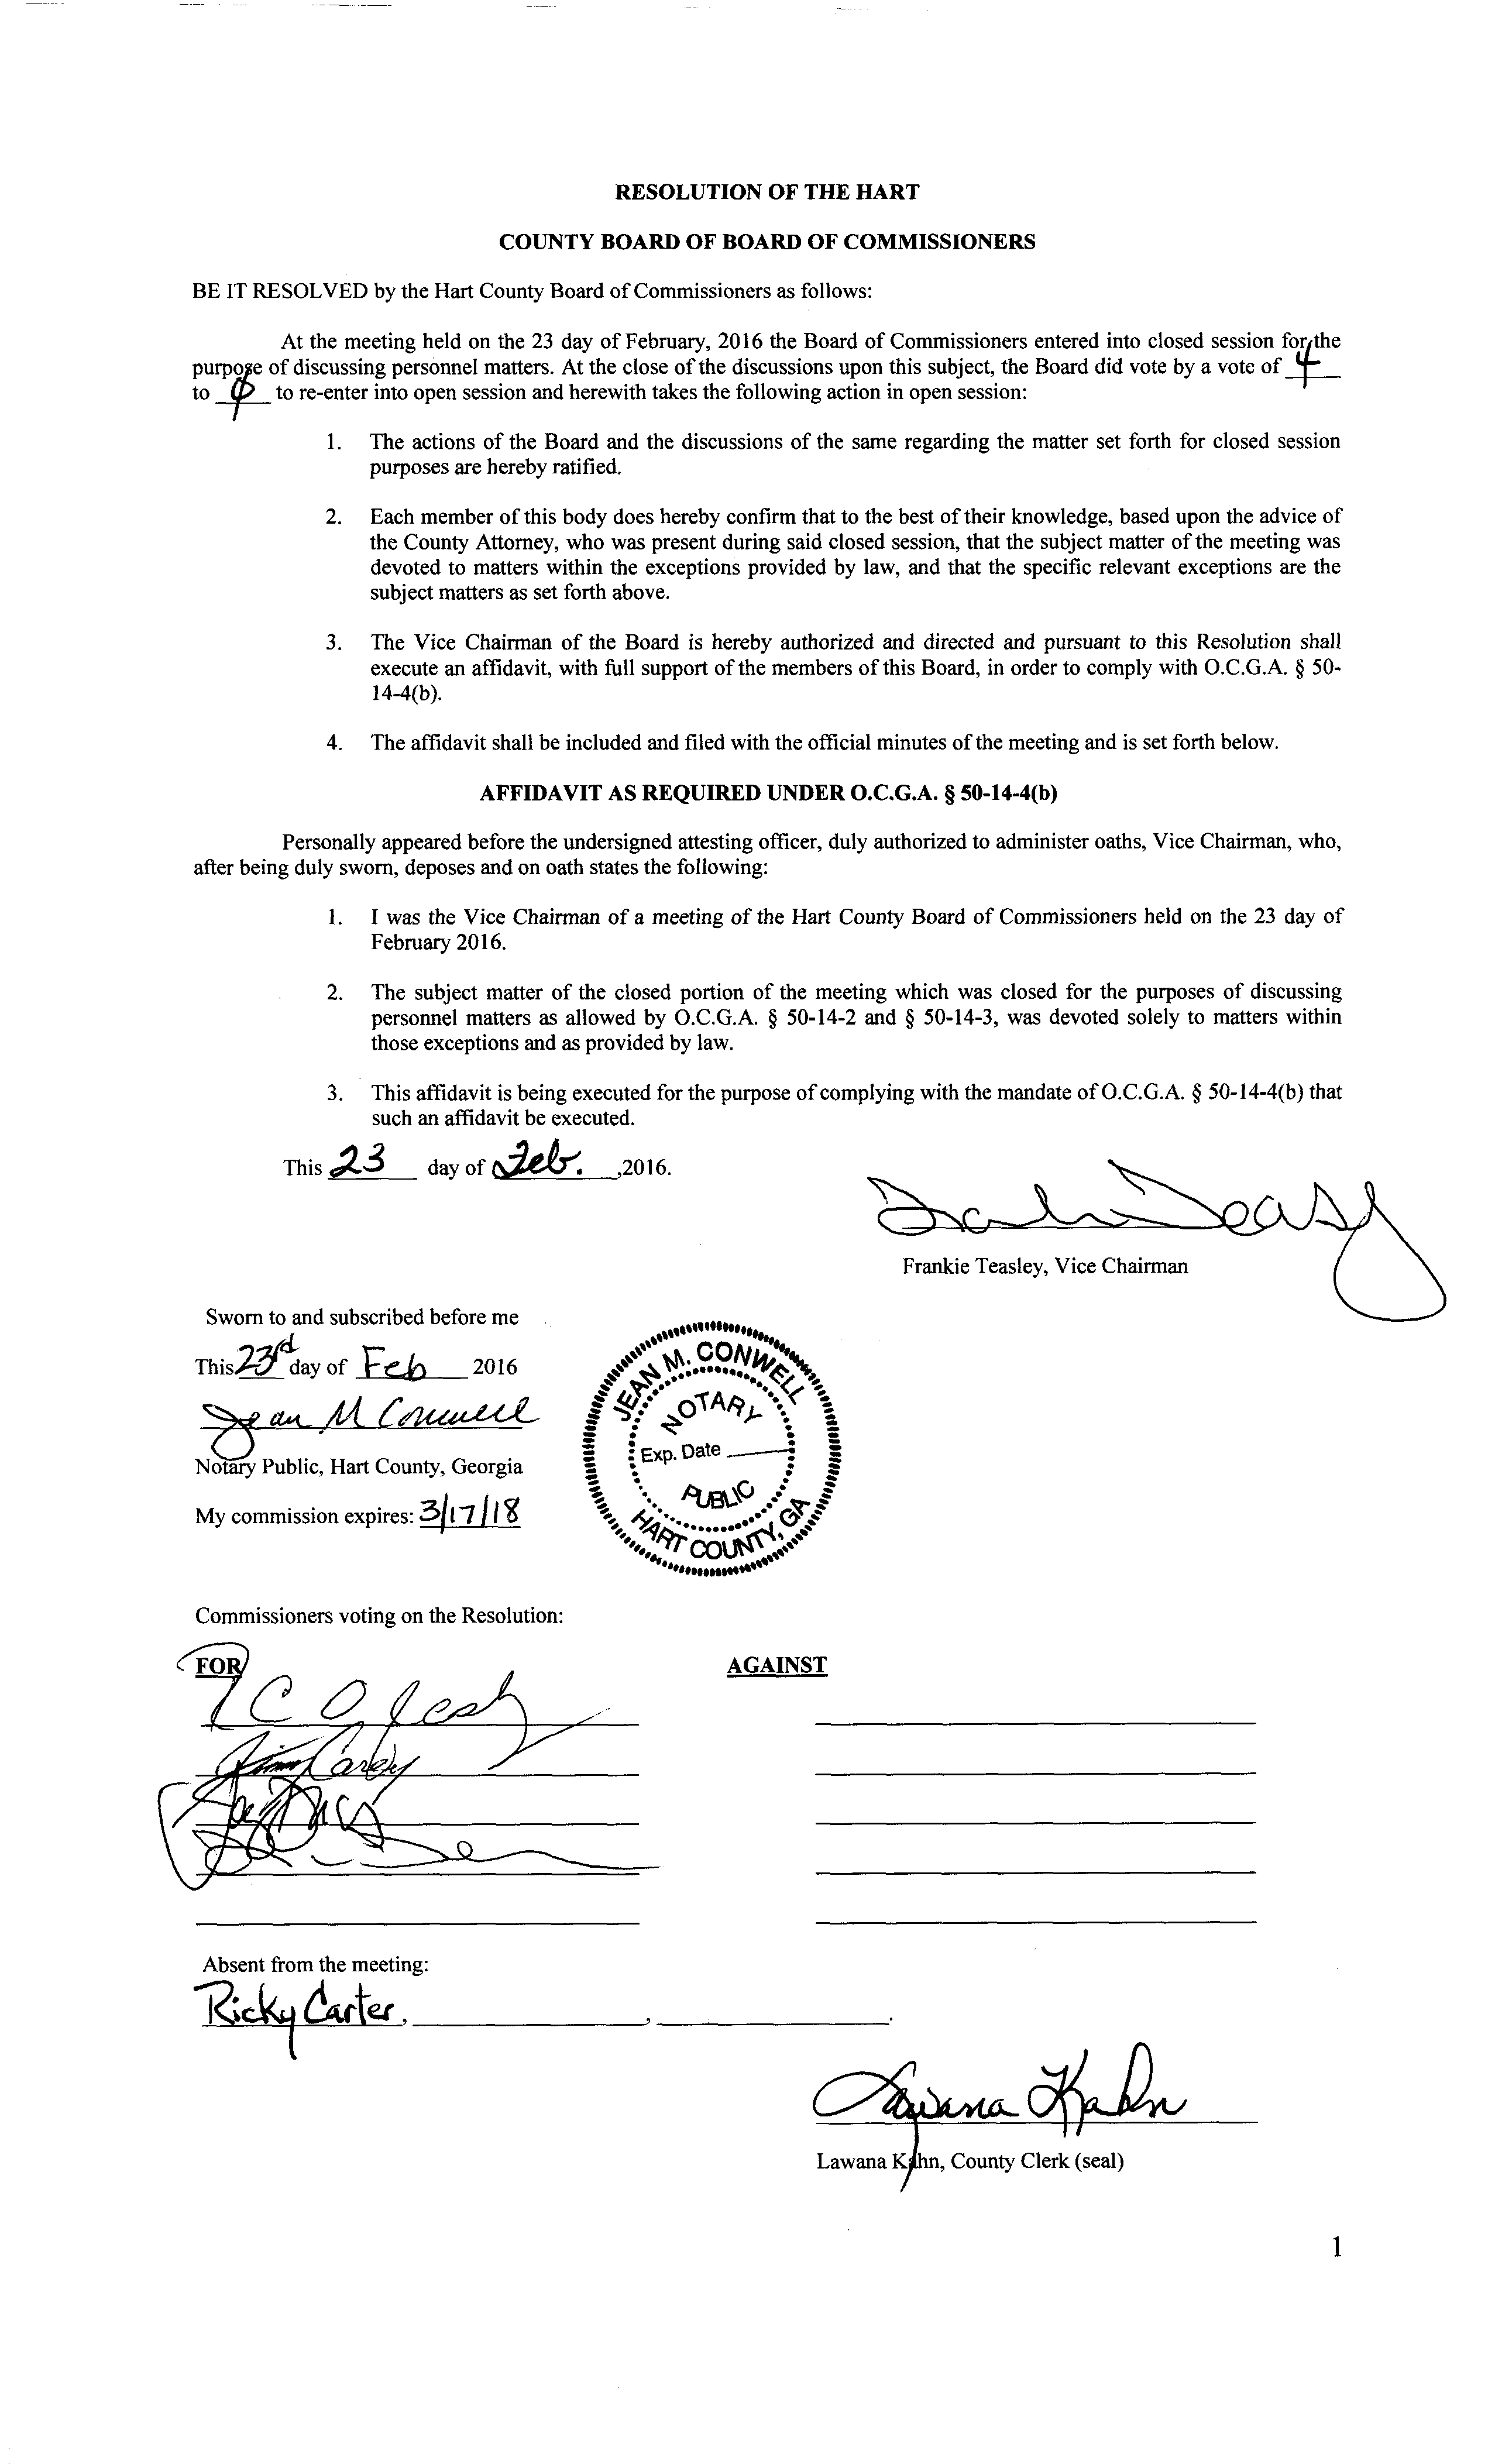 RESOLUTION OF THE HART
COUNTY BOARD OF BOARD OF COMMISSIONERS
BE IT RESOLVED by the Hart County Board of Commissioners as follows:
At the meeting held on the 23 day of February, 2016 the Board of Commissioners entered into closed session for the
purpose of discussing personnel matters. At the close of the discussions upon this subject, the Board did vote by a vote of 4
to 0 to re-enter into open session and herewith takes the following action in open session:
1. The actions of the Board and the discussions of the same regarding the matter set forth for closed session
purposes are hereby ratified.
2. Each member of this body does hereby confirm that to the best of their knowledge, based upon the advice of
the County Attorney, who was present during said closed session, that the subject matter of the meeting was
devoted to matters within the exceptions provided by law, and that the specific relevant exceptions are the
subject matters as set forth above.
3. The Vice Chairman of the Board is hereby authorized and directed and pursuant to this Resolution shall
execute an affidavit, with full support of the members of this Board, in order to comply with O.C.G.A. § 50-
14-4(b).
4. The affidavit shall be included and filed with the official minutes of the meeting and is set forth below.
AFFIDAVIT AS REQUIRED UNDER O.C.G.A. § 50-14-4(b)
Personally appeared before the undersigned attesting officer, duly authorized to administer oaths, Vice Chairman, who,
after being duly sworn, deposes and on oath states the following:
1. I was the Vice Chairman of a meeting of the Hart County Board of Commissioners held on the 23 day of
February 2016.
2. The subject matter of the closed portion of the meeting which was closed for the purposes of discussing
personnel matters as allowed by O.C.G.A. § 50-14-2 and § 50-14-3, was devoted solely to matters within
those exceptions and as provided by law.
3. This affidavit is being executed for the purpose of complying with the mandate of O.C.G.A. § 50-14-4(b) that
such an affidavit be executed.
This 23 day of Feb. ,2016.
Frankie Teasley, Vice Chairman
Sworn to and subscribed before me
This 23rd day of Feb 2016
Jean M Conwell
Notary Public, Hart County, Georgia
My commission expires: 3/17/18
JEAN M. CONWELL
NOTARY
Exp. Date
PUBLIC
HART COUNTY, GA
Commissioners voting on the Resolution:
FOR AGAINST
Absent from the meeting:
Ricky Carter, , .
Lawana Kahn
Lawana Kahn, County Clerk (seal)
1